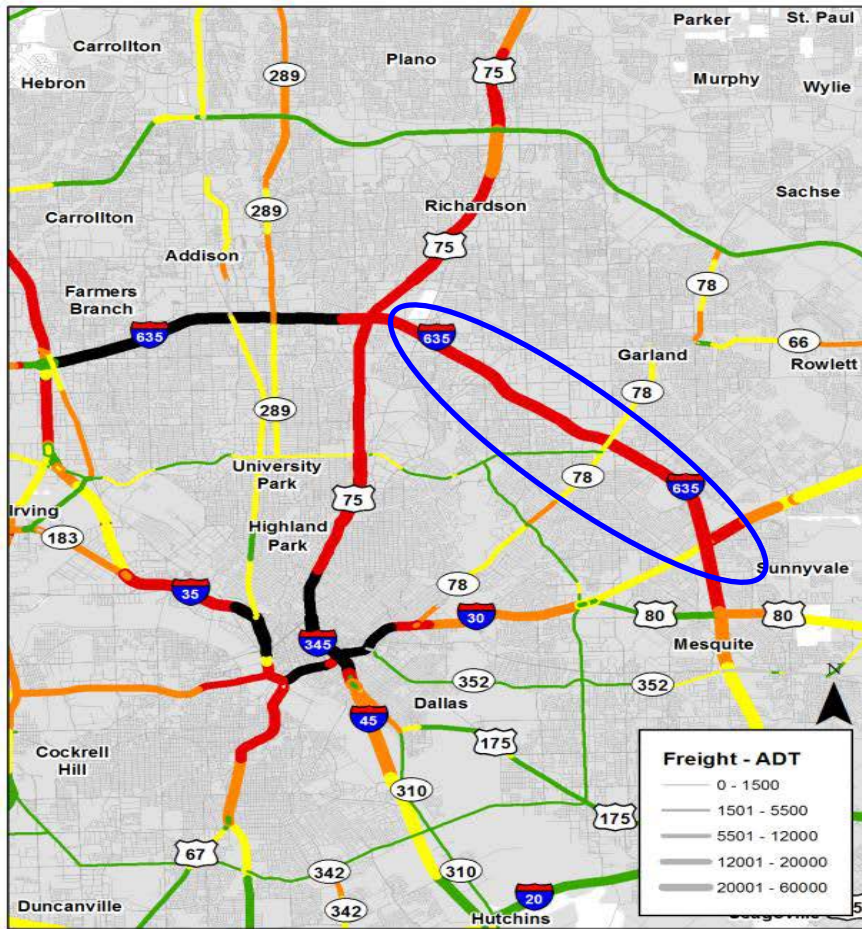 Carrollton
Hebron
289
Plano
75
Parker
St. Paul
Murphy
Wylie
Carrollton
289
Addison
Richardson
75
Sachse
Farmers
Branch
635
635
Garland
78
66
Rowlett
289
78
University
Park
78
635
Irving
183
Highland
Park
75
35
78
30
Sunnyvale
80
80
345
Mesquite
352
352
N
Dallas
45
175
Cockrell
Hill
310
175
67
342
310
342
20
Duncanville
Hutchins
Freight - ADT
0 - 1500
1501 - 5500
5501 - 12000
12001 - 20000
20001 - 60000